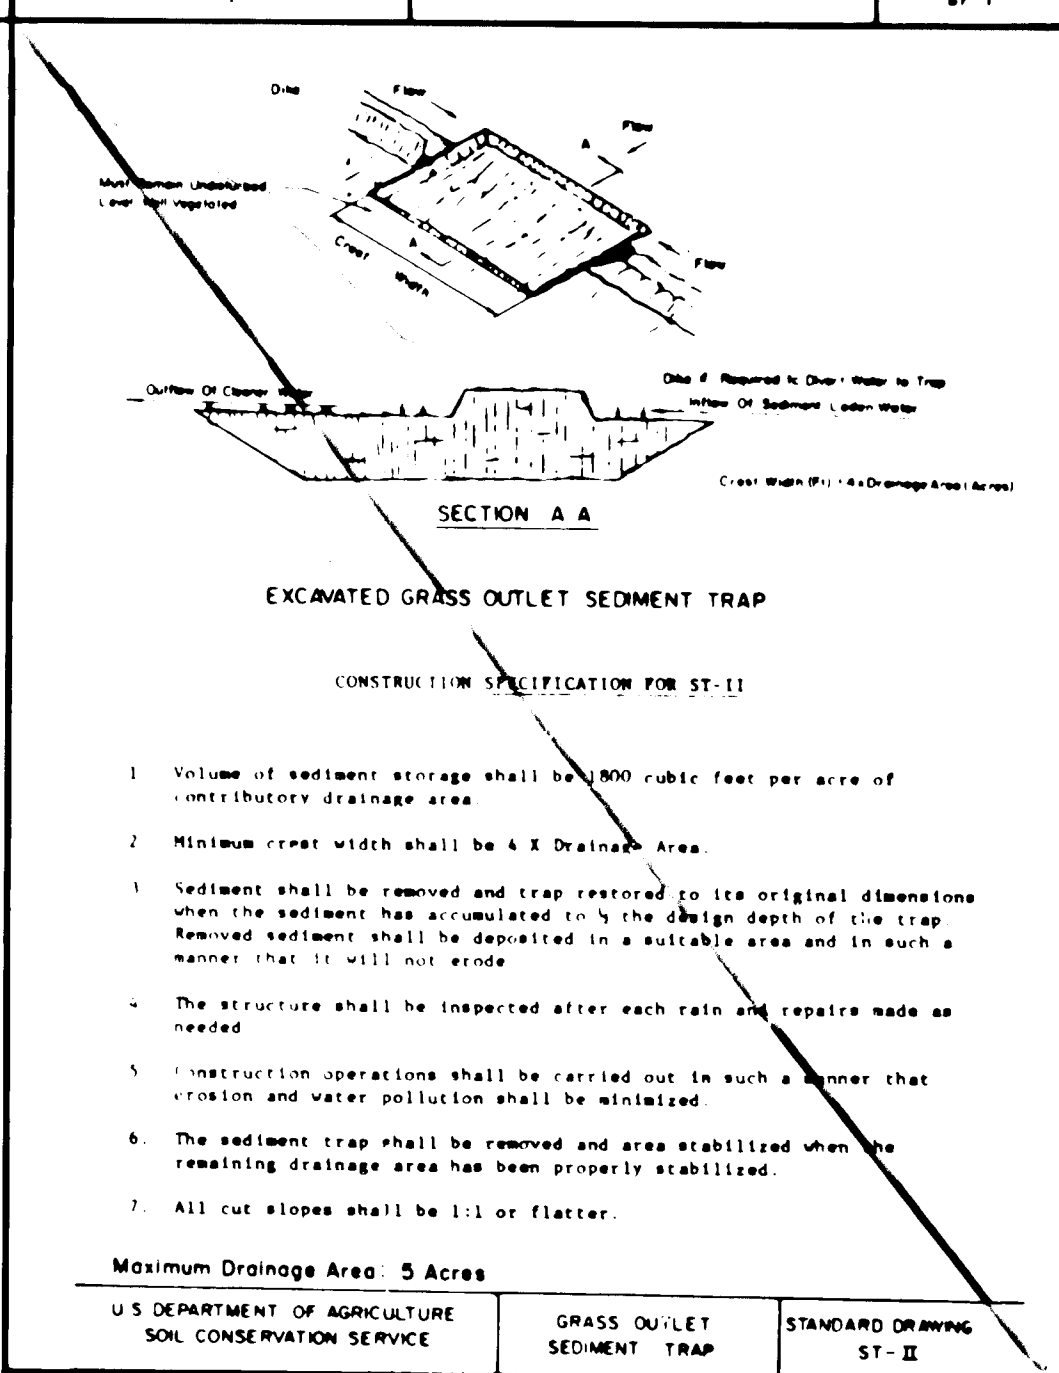 Dike
Flow
Flow
A
Must Remain Undisturbed
Level Well Vegetated
A
Crest Width
Flow
Outflow Of Cleaner Water
Dike if Required to Divert Water to Trap
Inflow Of Sediment Laden Water
Crest Width (Ft) 4 x Drainage Area (Acres)
SECTION A A
EXCAVATED GRASS OUTLET SEDIMENT TRAP
CONSTRUCTION SPECIFICATION FOR ST-II
1 Volume of sediment storage shall be 1800 cubic feet per acre of
contributory drainage area.
2 Minimum crest width shall be 4 X Drainage Area.
3 Sediment shall be removed and trap restored to its original dimensions
when the sediment has accumulated to ½ the design depth of the trap.
Removed sediment shall be deposited in a suitable area and in such a
manner that it will not erode
4 The structure shall be inspected after each rain and repairs made as
needed
5 Construction operations shall be carried out in such a manner that
erosion and water pollution shall be minimized.
6. The sediment trap shall be removed and area stabilized when the
remaining drainage area has been properly stabilized.
7. All cut slopes shall be 1:1 or flatter.
Maximum Drainage Area: 5 Acres
U S DEPARTMENT OF AGRICULTURE
SOIL CONSERVATION SERVICE
GRASS OUTLET
SEDIMENT TRAP
STANDARD DRAWING
ST-II